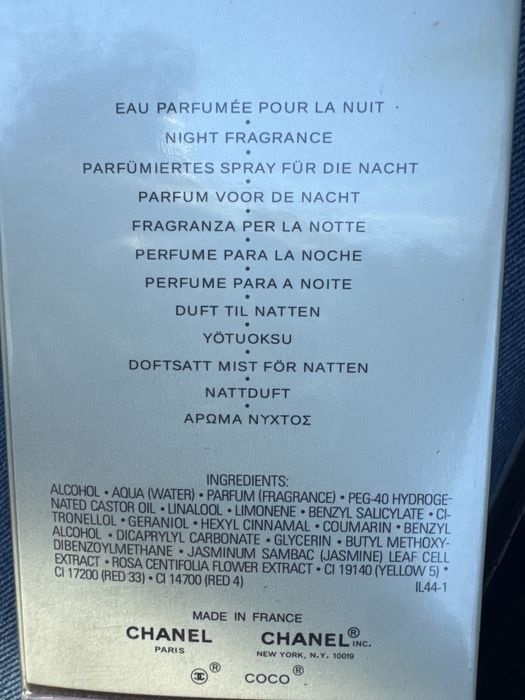 EAU PARFUMÉE POUR LA NUIT •
NIGHT FRAGRANCE
•
PARFÜMIERTES SPRAY FÜR DIE NACHT
•
PARFUM VOOR DE NACHT
•
FRAGRANZA PER LA NOTTE
•
PERFUME PARA LA NOCHE
•
PERFUME PARA A NOITE
•
DUFT TIL NATTEN
•
YÖTUOKSU
•
DOFTSATT MIST FÖR NATTEN
•
NATTDUFT
•
ΑΡΩΜΑ ΝΥΧΤΟΣ
INGREDIENTS:
ALCOHOL • AQUA (WATER) • PARFUM (FRAGRANCE) • PEG-40 HYDROGE-
NATED CASTOR OIL • LINALOOL • LIMONENE • BENZYL SALICYLATE • CI-
TRONELLOL • GERANIOL • HEXYL CINNAMAL • COUMARIN • BENZYL
ALCOHOL • DICAPRYLYL CARBONATE • GLYCERIN • BUTYL METHOXY-
DIBENZOYLMETHANE • JASMINUM SAMBAC (JASMINE) LEAF CELL
EXTRACT • ROSA CENTIFOLIA FLOWER EXTRACT • CI 19140 (YELLOW 5) •
CI 17200 (RED 33) • CI 14700 (RED 4) IL44-1
MADE IN FRANCE
CHANEL CHANEL® INC.
PARIS NEW YORK, N.Y. 10019
® COCO®